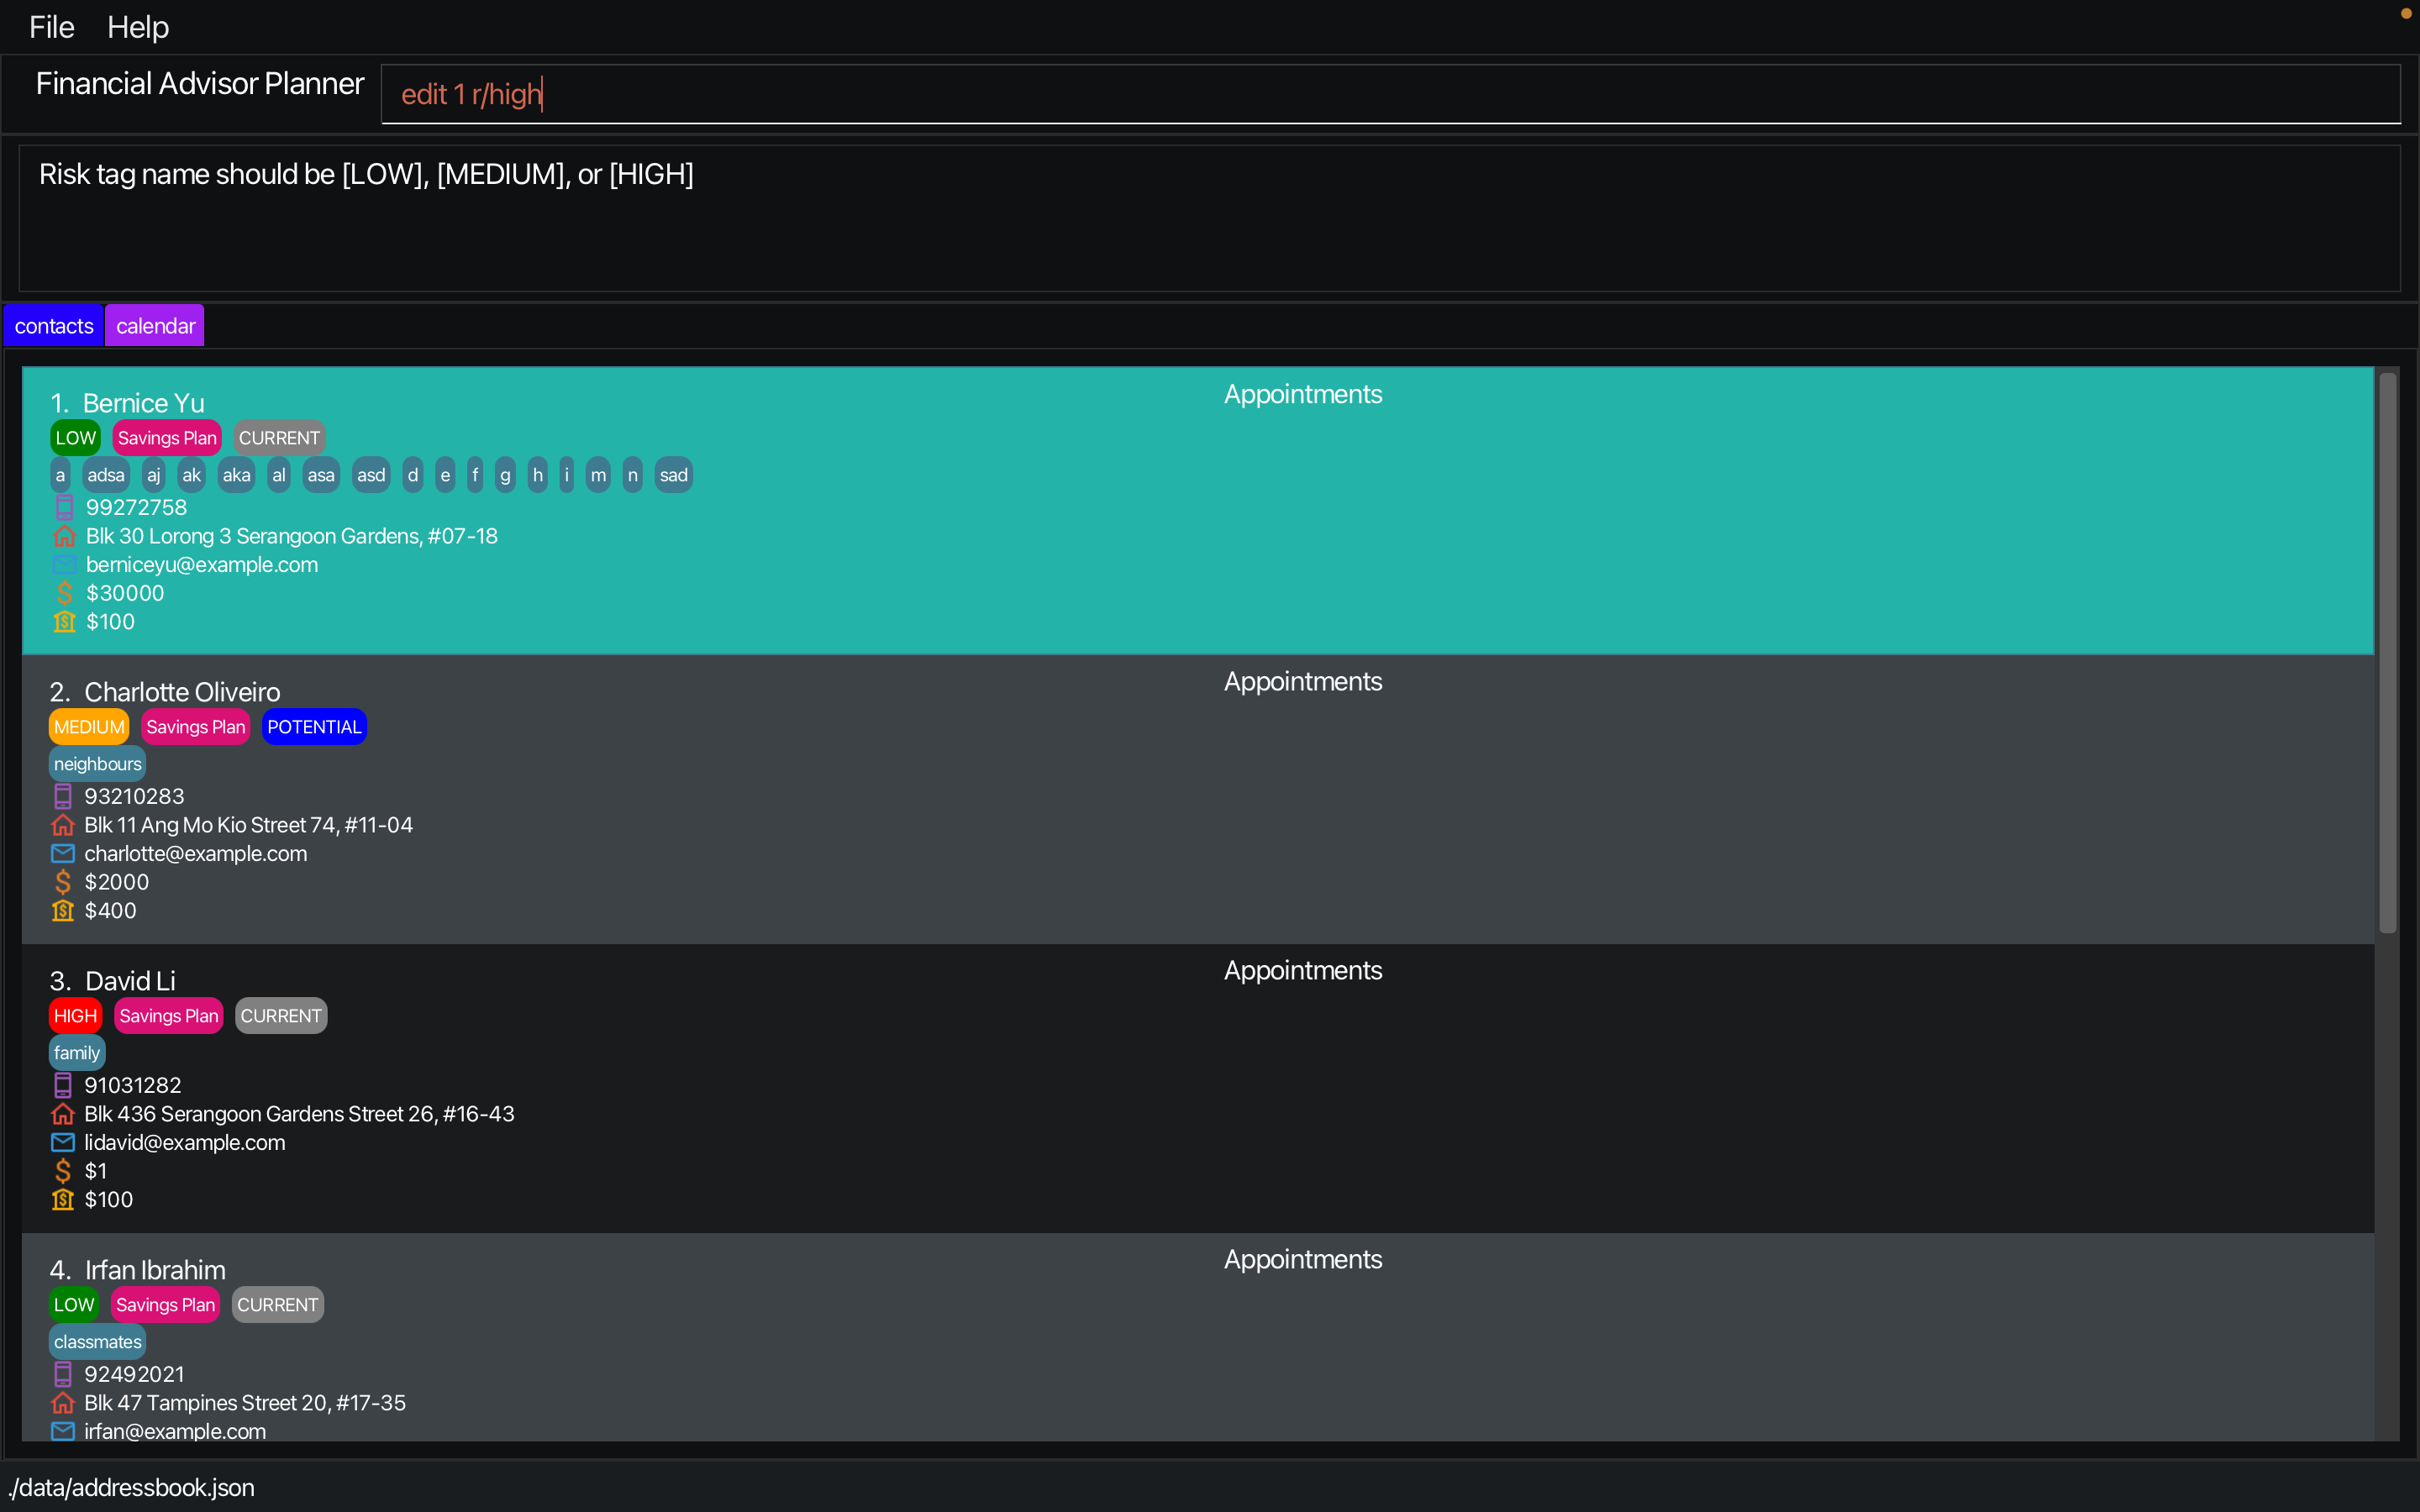 File Help
Financial Advisor Planner edit 1 r/high
Risk tag name should be [LOW], [MEDIUM], or [HIGH]
contacts calendar
1. Bernice Yu Appointments
LOW Savings Plan CURRENT
a adsa aj ak aka al asa asd d e f g h i m n sad
99272758
Blk 30 Lorong 3 Serangoon Gardens, #07-18
berniceyu@example.com
$30000
$100
2. Charlotte Oliveiro Appointments
MEDIUM Savings Plan POTENTIAL
neighbours
93210283
Blk 11 Ang Mo Kio Street 74, #11-04
charlotte@example.com
$2000
$400
3. David Li Appointments
HIGH Savings Plan CURRENT
family
91031282
Blk 436 Serangoon Gardens Street 26, #16-43
lidavid@example.com
$1
$100
4. Irfan Ibrahim Appointments
LOW Savings Plan CURRENT
classmates
92492021
Blk 47 Tampines Street 20, #17-35
irfan@example.com
./data/addressbook.json